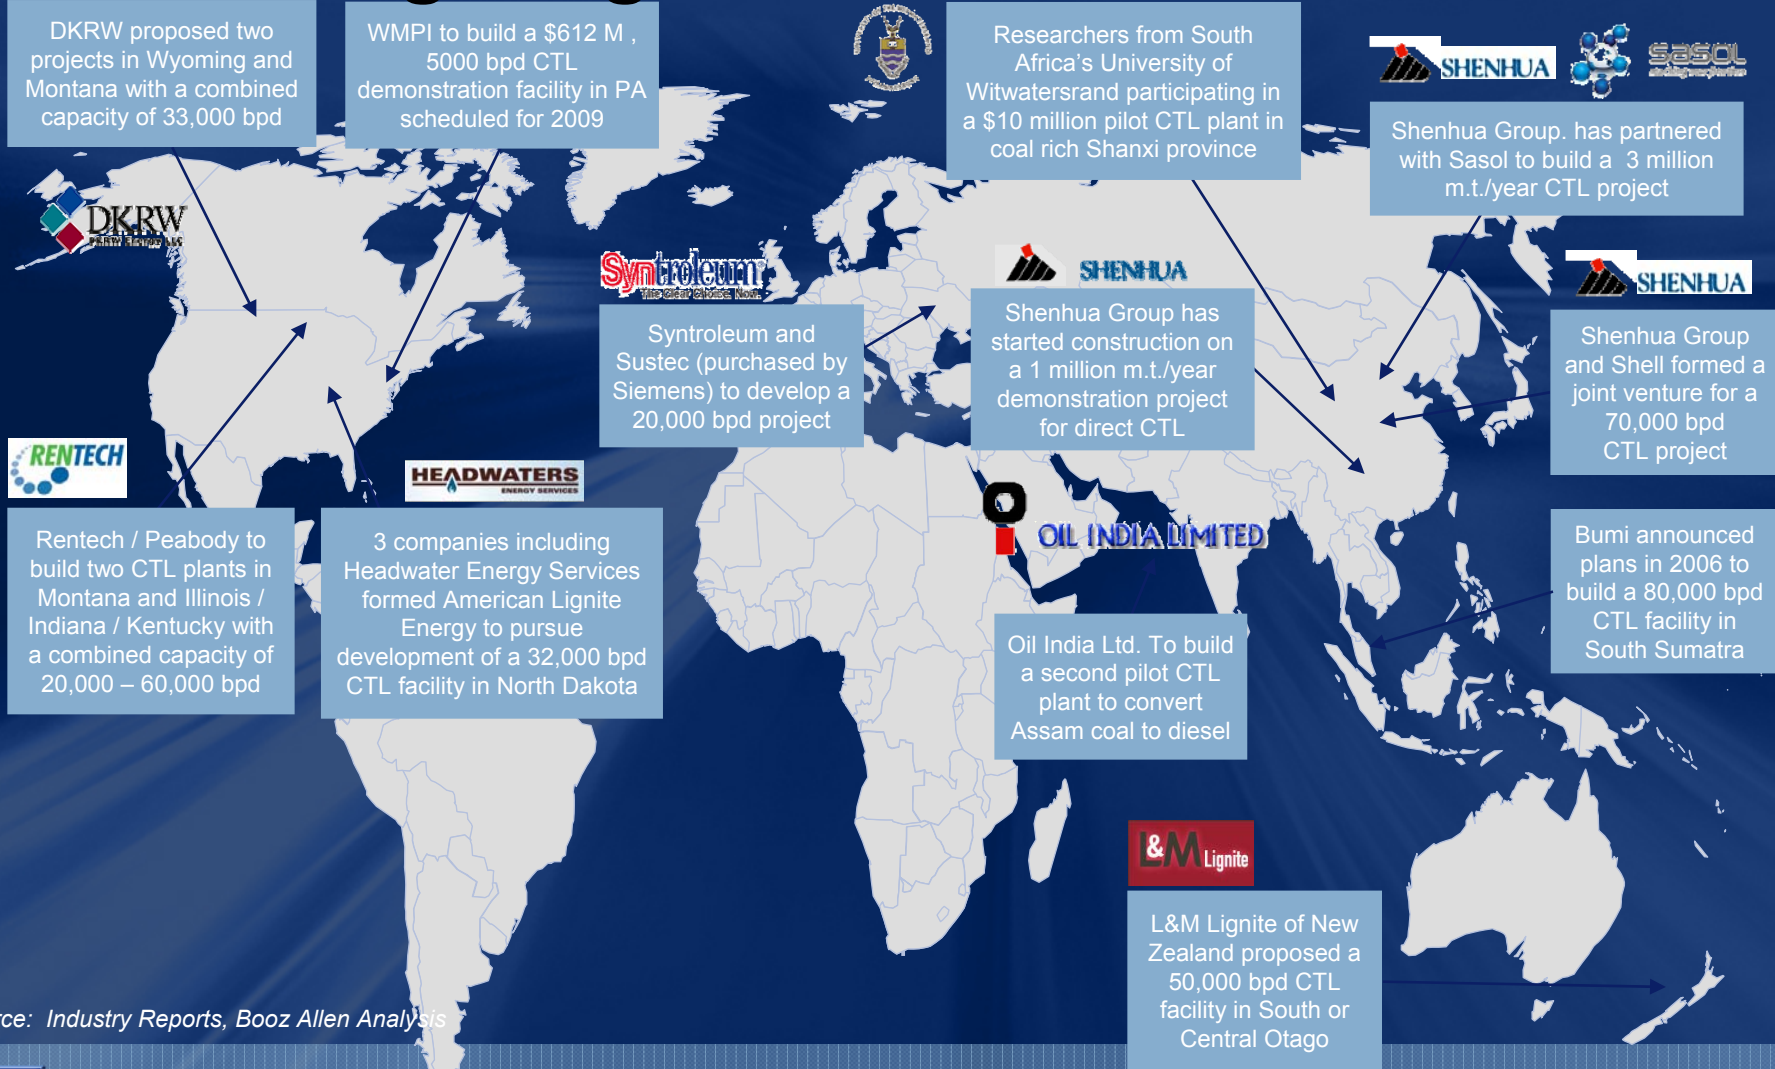 DKRW proposed two
projects in Wyoming and
Montana with a combined
capacity of 33,000 bpd
WMPI to build a $612 M ,
5000 bpd CTL
demonstration facility in PA
scheduled for 2009
Researchers from South
Africa's University of
Witwatersrand participating in
a $10 million pilot CTL plant in
coal rich Shanxi province
SHENHUA
sasol
Shenhua Group. has partnered
with Sasol to build a 3 million
m.t./year CTL project
DKRW
Syntroleum
The Clear Choice. Now.
Syntroleum and
Sustec (purchased by
Siemens) to develop a
20,000 bpd project
SHENHUA
Shenhua Group has
started construction on
a 1 million m.t./year
demonstration project
for direct CTL
SHENHUA
Shenhua Group
and Shell formed a
joint venture for a
70,000 bpd
CTL project
RENTECH
Rentech / Peabody to
build two CTL plants in
Montana and Illinois /
Indiana / Kentucky with
a combined capacity of
20,000 – 60,000 bpd
HEADWATERS
ENERGY SERVICES
3 companies including
Headwater Energy Services
formed American Lignite
Energy to pursue
development of a 32,000 bpd
CTL facility in North Dakota
OIL INDIA LIMITED
Oil India Ltd. To build
a second pilot CTL
plant to convert
Assam coal to diesel
Bumi announced
plans in 2006 to
build a 80,000 bpd
CTL facility in
South Sumatra
L&M Lignite
L&M Lignite of New
Zealand proposed a
50,000 bpd CTL
facility in South or
Central Otago
rce: Industry Reports, Booz Allen Analysis